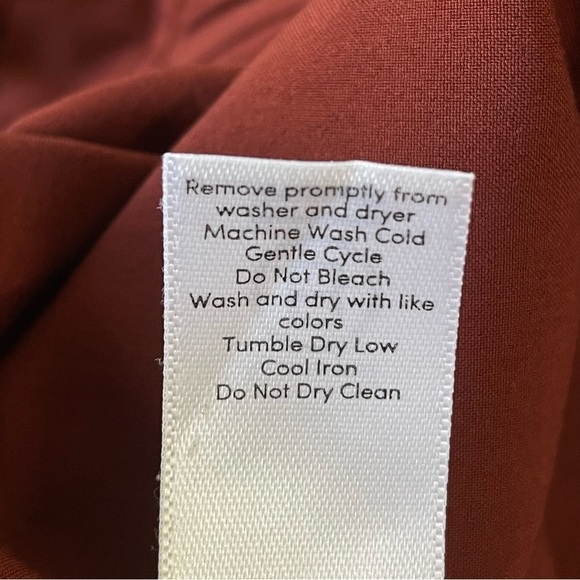 Remove promptly from
washer and dryer
Machine Wash Cold
Gentle Cycle
Do Not Bleach
Wash and dry with like
colors
Tumble Dry Low
Cool Iron
Do Not Dry Clean